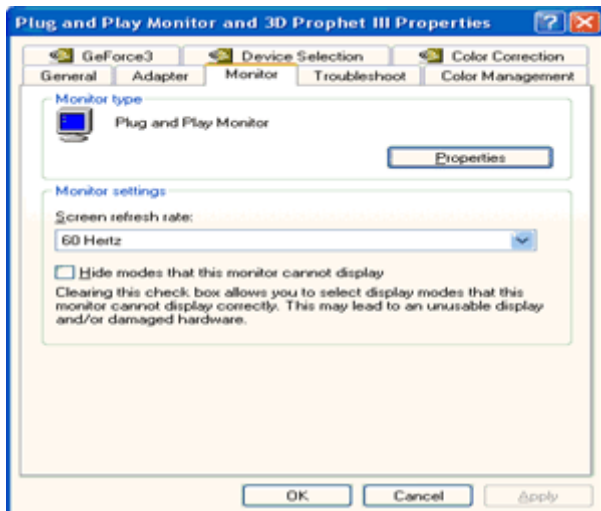 Plug and Play Monitor and 3D Prophet III Properties
GeForce3 Device Selection Color Correction
General Adapter Monitor Troubleshoot Color Management
Monitor type
Plug and Play Monitor
Properties
Monitor settings
Screen refresh rate:
60 Hertz
Hide modes that this monitor cannot display
Clearing this check box allows you to select display modes that this
monitor cannot display correctly. This may lead to an unusable display
and/or damaged hardware.
OK Cancel Apply